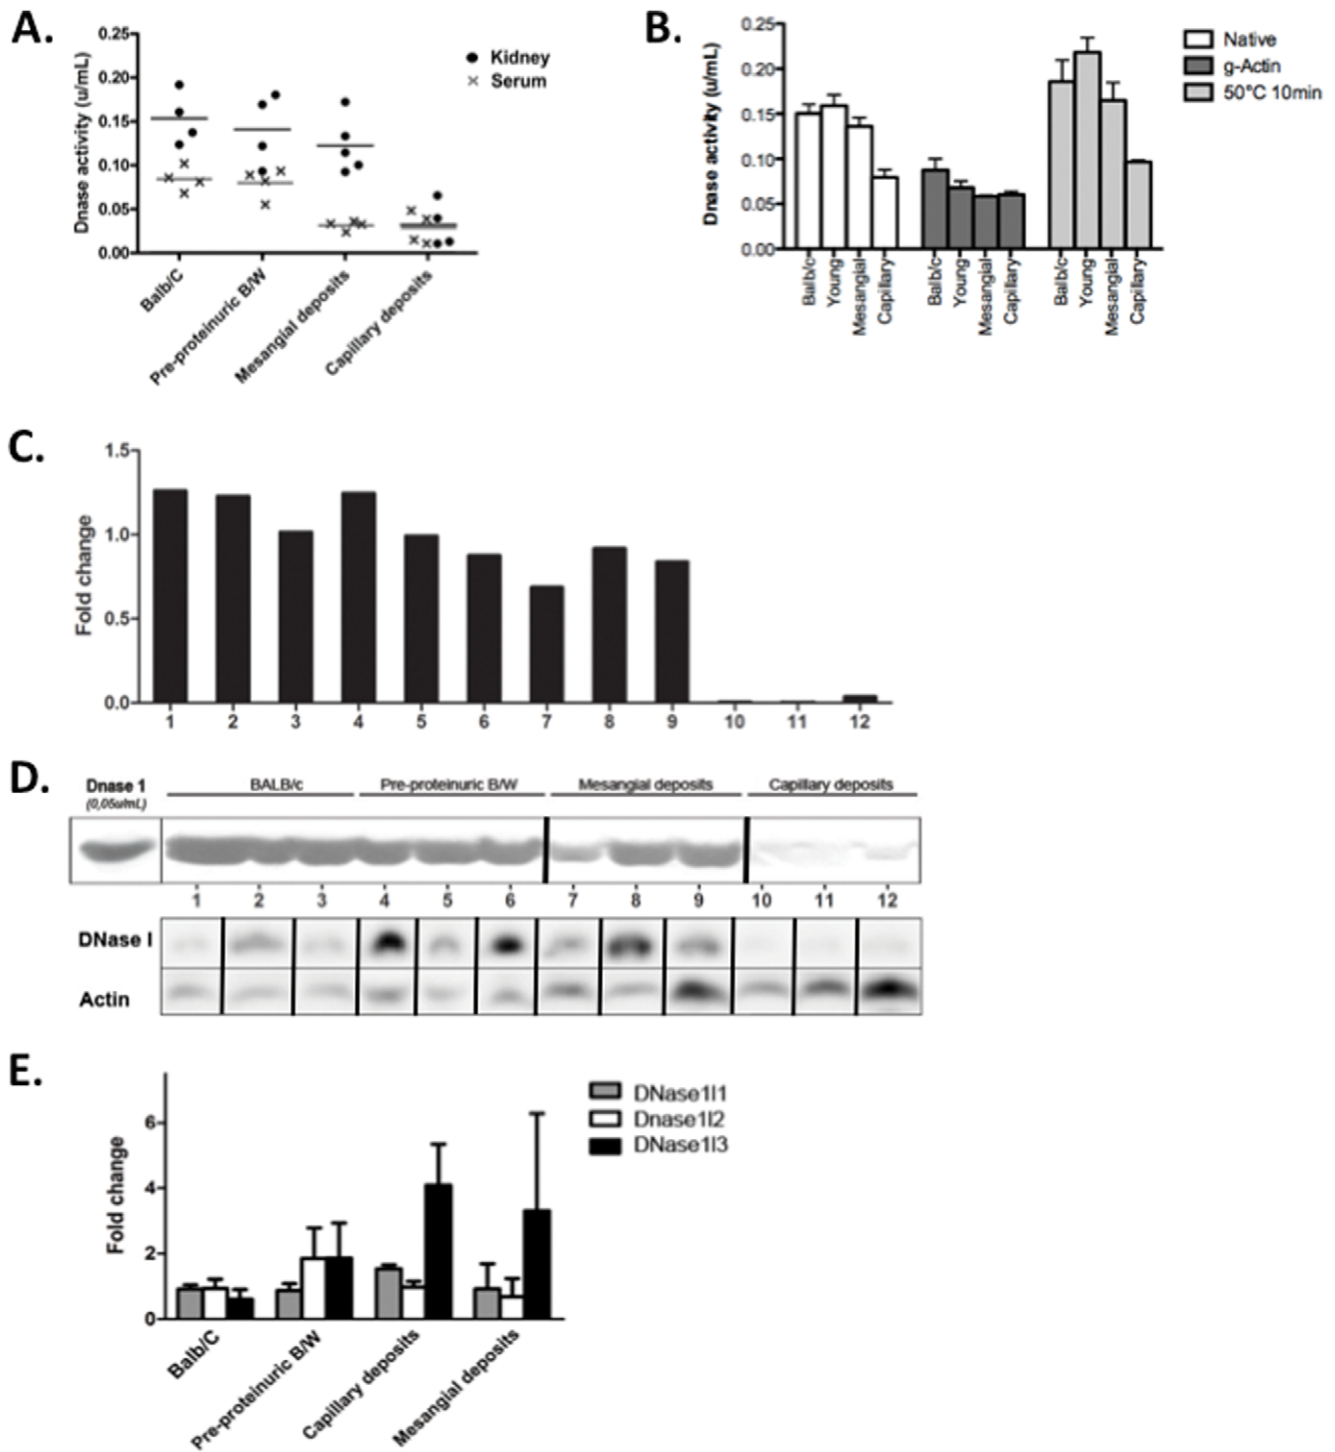 A.
Dnase activity (u/mL)
0.25
0.20
0.15
0.10
0.05
0.00
Kidney
Serum
Balb/C
Pre-proteinuric B/W
Mesangial deposits
Capillary deposits
B.
Dnase activity (u/mL)
0.25
0.20
0.15
0.10
0.05
0.00
Native
g-Actin
50°C 10min
Balb/c
Young
Mesangial
Capillary
Balb/c
Young
Mesangial
Capillary
Balb/c
Young
Mesangial
Capillary
C.
Fold change
1.5
1.0
0.5
0.0
1 2 3 4 5 6 7 8 9 10 11 12
D.
Dnase 1 BALB/c Pre-proteinuric B/W Mesangial deposits Capillary deposits
(0,05u/mL)
1 2 3 4 5 6 7 8 9 10 11 12
DNase I
Actin
E.
Fold change
6
4
2
0
DNase1l1
Dnase1l2
DNase1l3
Balb/C
Pre-proteinuric B/W
Capillary deposits
Mesangial deposits